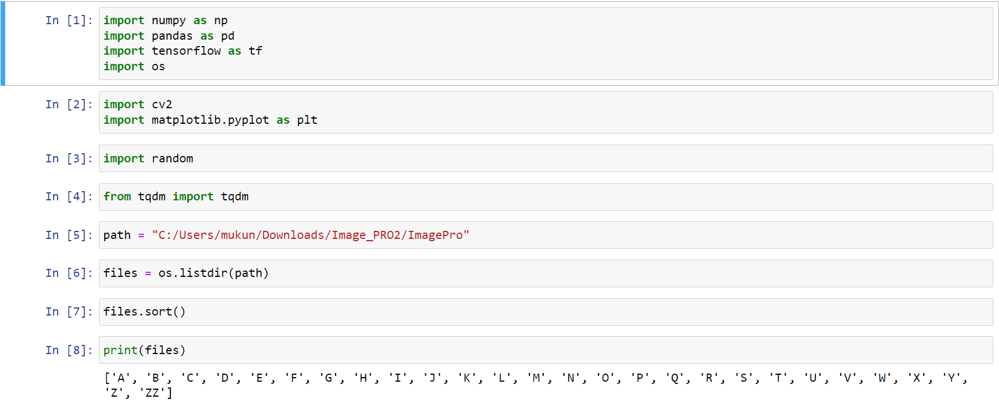 In [1]: import numpy as np
import pandas as pd
import tensorflow as tf
import os
In [2]: import cv2
import matplotlib.pyplot as plt
In [3]: import random
In [4]: from tqdm import tqdm
In [5]: path = "C:/Users/mukun/Downloads/Image_PRO2/ImagePro"
In [6]: files = os.listdir(path)
In [7]: files.sort()
In [8]: print(files)
['A', 'B', 'C', 'D', 'E', 'F', 'G', 'H', 'I', 'J', 'K', 'L', 'M', 'N', 'O', 'P', 'Q', 'R', 'S', 'T', 'U', 'V', 'W', 'X', 'Y',
'Z', 'ZZ']